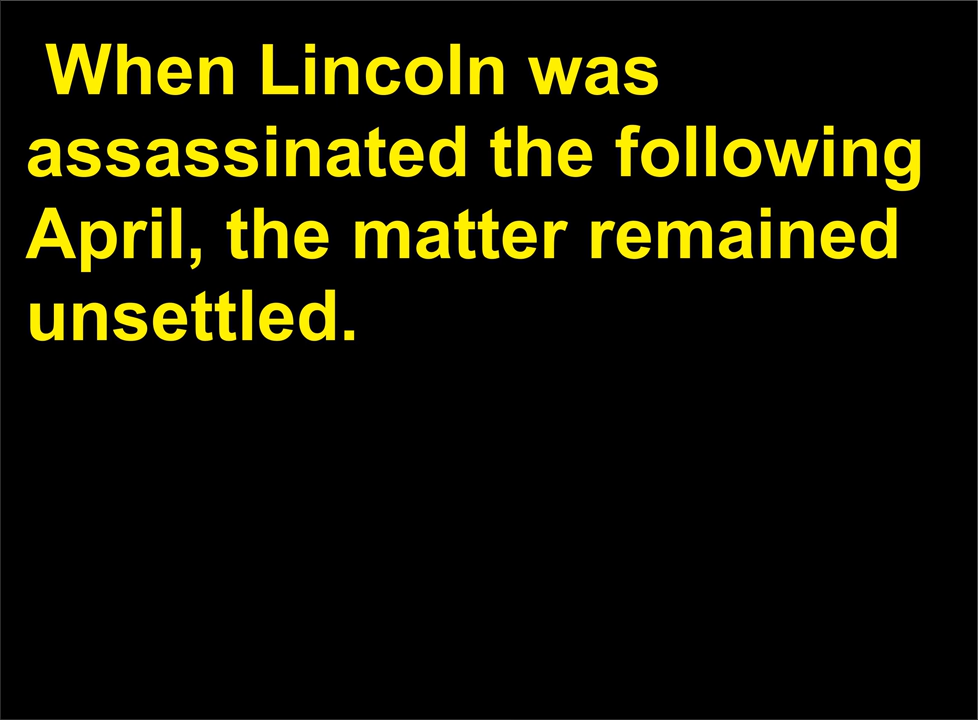 When Lincoln was
assassinated the following
April, the matter remained
unsettled.